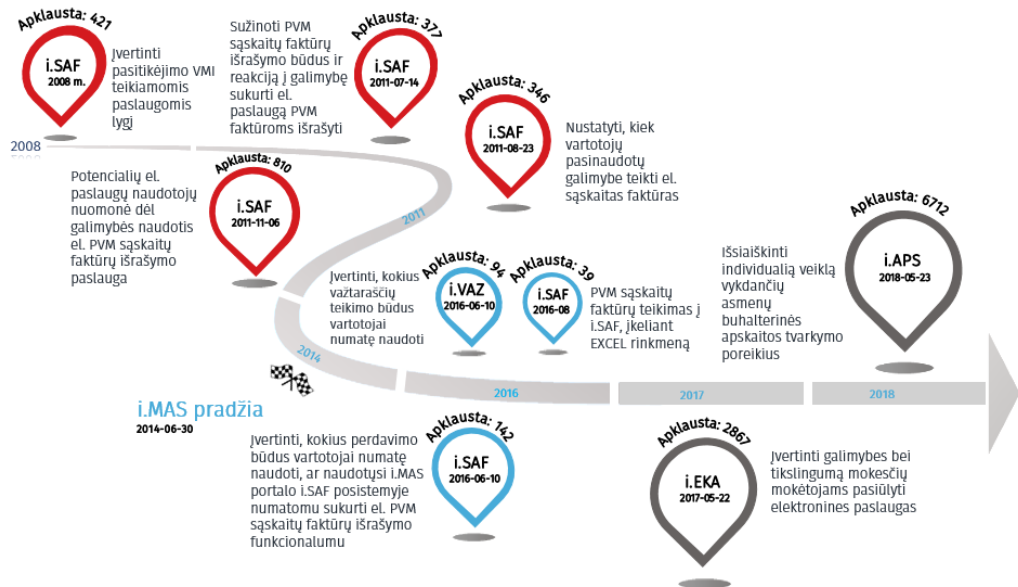 Apklausta: 421
i.SAF
2008 m.
Įvertinti
pasitikėjimo VMI
teikiamomis
paslaugomis
lygį
Sužinoti PVM
sąskaitų faktūrų
išrašymo būdus ir
reakciją į galimybę
sukurti el.
paslaugą PVM
faktūroms išrašyti
Apklausta: 377
i.SAF
2011-07-14
Apklausta: 346
i.SAF
2011-08-23
Nustatyti, kiek
vartotojų
pasinaudotų
galimybe teikti el.
sąskaitas faktūras
2008
Potencialių el.
paslaugų naudotojų
nuomonė dėl
galimybės naudotis
el. PVM sąskaitų
faktūrų išrašymo
paslauga
Apklausta: 810
i.SAF
2011-11-06
2011
Įvertinti, kokius
važtaraščių
teikimo būdus
vartotojai
numatę naudoti
Apklausta: 94
i.VAZ
2016-06-10
Apklausta: 39
i.SAF
2016-08
PVM sąskaitų
faktūrų teikimas į
i.SAF, įkeliant
EXCEL rinkmeną
Išsiaiškinti
individualią veiklą
vykdančių
asmenų
buhalterinės
apskaitos tvarkymo
poreikius
Apklausta: 6712
i.APS
2018-05-23
2014
2016
2017
2018
i.MAS pradžia
2014-06-30
Įvertinti, kokius perdavimo
būdus vartotojai numatę
naudoti, ar naudotųsi i.MAS
portalo i.SAF posistemyje
numatomu sukurti el. PVM
sąskaitų faktūrų išrašymo
funkcionalumu
Apklausta: 142
i.SAF
2016-06-10
Apklausta: 2867
i.EKA
2017-05-22
Įvertinti galimybes bei
tikslingumą mokesčių
mokėtojams pasiūlyti
elektronines paslaugas